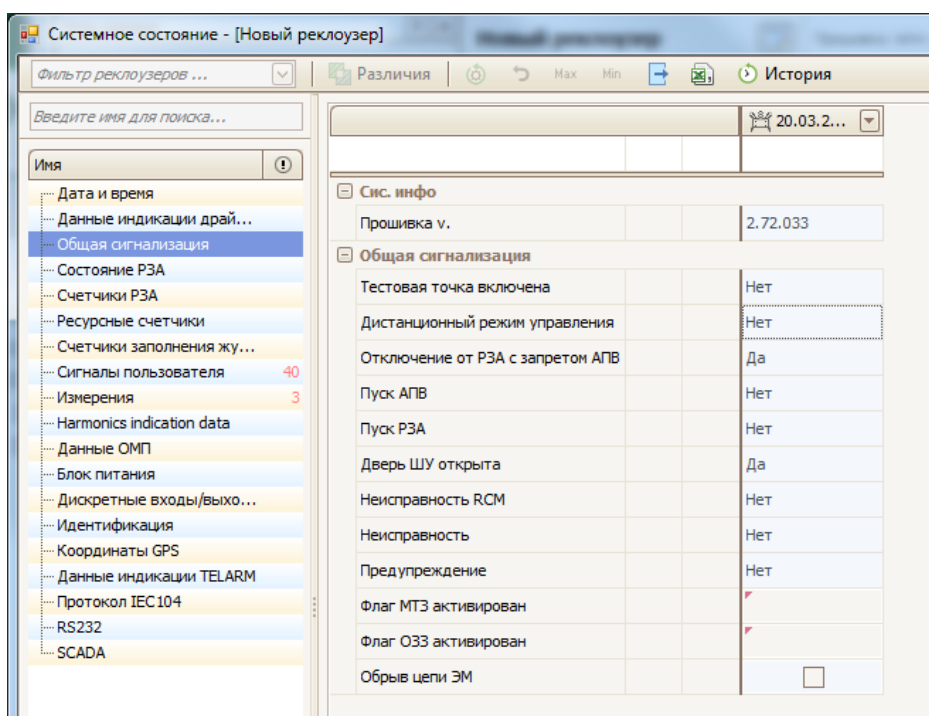 Системное состояние - [Новый реклоузер]
Фильтр реклоузеров ...
Различия
Max
Min
История
Введите имя для поиска...
20.03.2...
Имя
Дата и время
Данные индикации драй...
Общая сигнализация
Состояние РЗА
Счетчики РЗА
Ресурсные счетчики
Счетчики заполнения жу...
Сигналы пользователя 40
Измерения 3
Harmonics indication data
Данные ОМП
Блок питания
Дискретные входы/выхо...
Идентификация
Координаты GPS
Данные индикации TELARM
Протокол IEC104
RS232
SCADA
Сис. инфо
Прошивка v. 2.72.033
Общая сигнализация
Тестовая точка включена Нет
Дистанционный режим управления Нет
Отключение от РЗА с запретом АПВ Да
Пуск АПВ Нет
Пуск РЗА Нет
Дверь ШУ открыта Да
Неисправность RCM Нет
Неисправность Нет
Предупреждение Нет
Флаг МТЗ активирован
Флаг ОЗЗ активирован
Обрыв цепи ЭМ